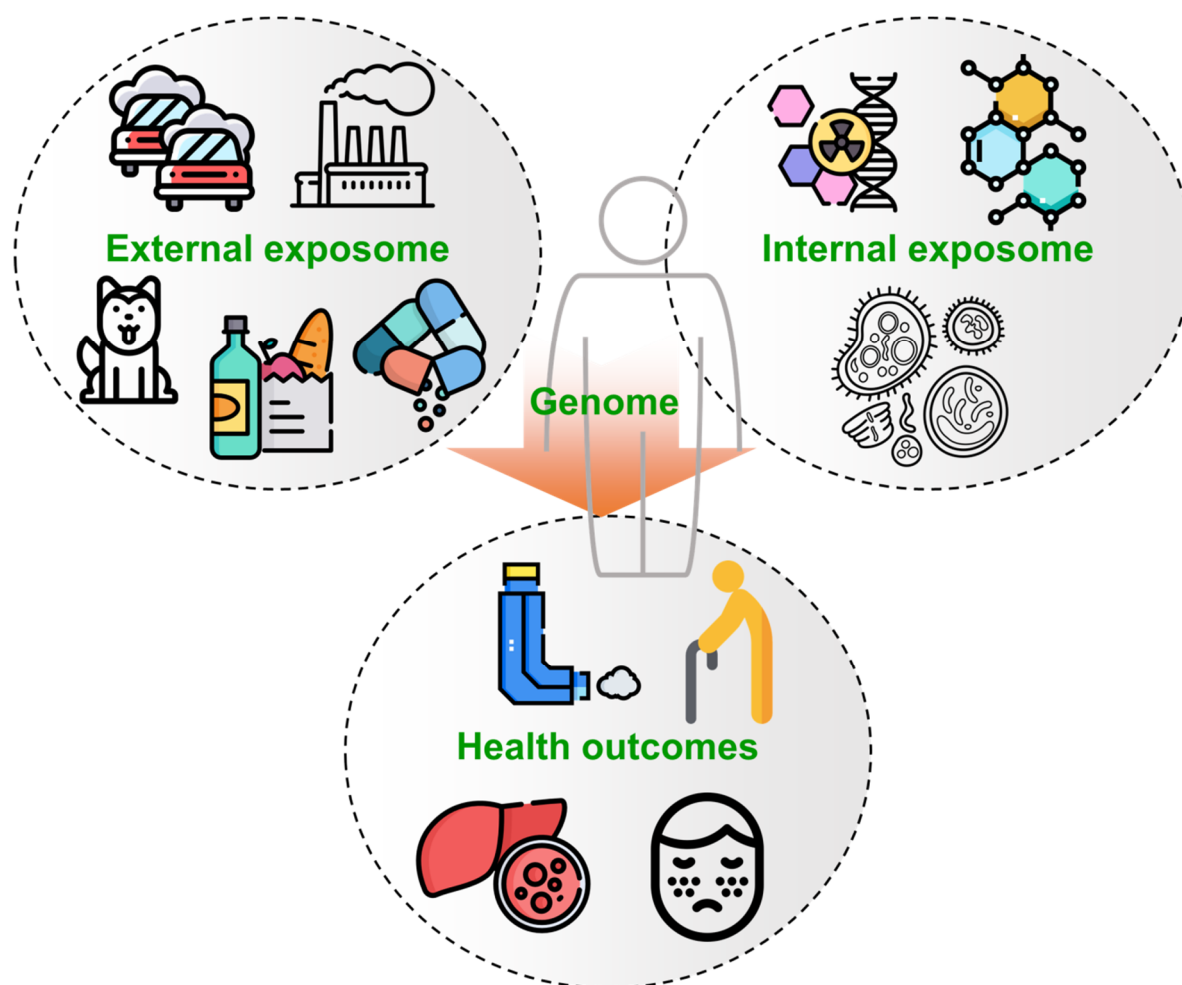 External exposome
Internal exposome
Genome
Health outcomes